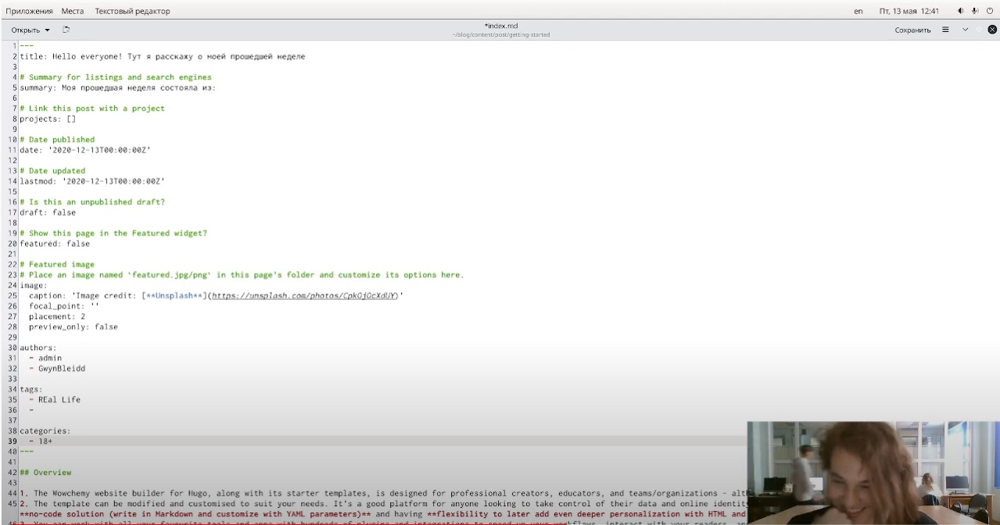 Приложения Места Текстовый редактор en Пт, 13 мая 12:41
Открыть *index.md Сохранить
~/blog/content/post/getting-started
1 ---
2 title: Hello everyone! Тут я расскажу о моей прошедшей неделе
3
4 # Summary for listings and search engines
5 summary: Моя прошедшая неделя состояла из:
6
7 # Link this post with a project
8 projects: []
9
10 # Date published
11 date: '2020-12-13T00:00:00Z'
12
13 # Date updated
14 lastmod: '2020-12-13T00:00:00Z'
15
16 # Is this an unpublished draft?
17 draft: false
18
19 # Show this page in the Featured widget?
20 featured: false
21
22 # Featured image
23 # Place an image named `featured.jpg/png` in this page's folder and customize its options here.
24 image:
25   caption: 'Image credit: [**Unsplash**](https://unsplash.com/photos/CpkOjOcXdUY)'
26   focal_point: ''
27   placement: 2
28   preview_only: false
29
30 authors:
31   - admin
32   - GwynBleidd
33
34 tags:
35   - REal Life
36   -
37
38 categories:
39   - 18+
40 ---
41
42 ## Overview
43
44 1. The Wowchemy website builder for Hugo, along with its starter templates, is designed for professional creators, educators, and teams/organizations -
45 2. The template can be modified and customised to suit your needs. It's a good platform for anyone looking to take control of their data and online
**no-code solution (write in Markdown and customize with YAML parameters)** and having **flexibility to later add even deeper personalization with HTML and